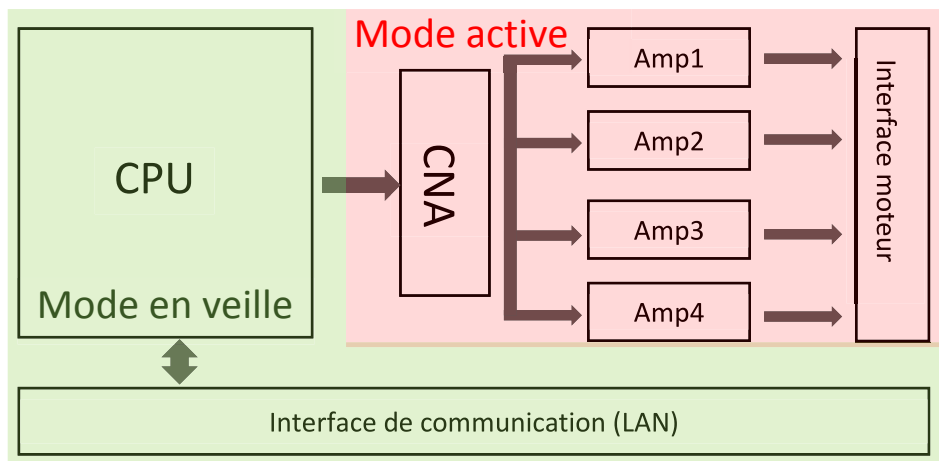 Mode active
CPU
Mode en veille
CNA
Amp1
Amp2
Amp3
Amp4
Interface moteur
Interface de communication (LAN)